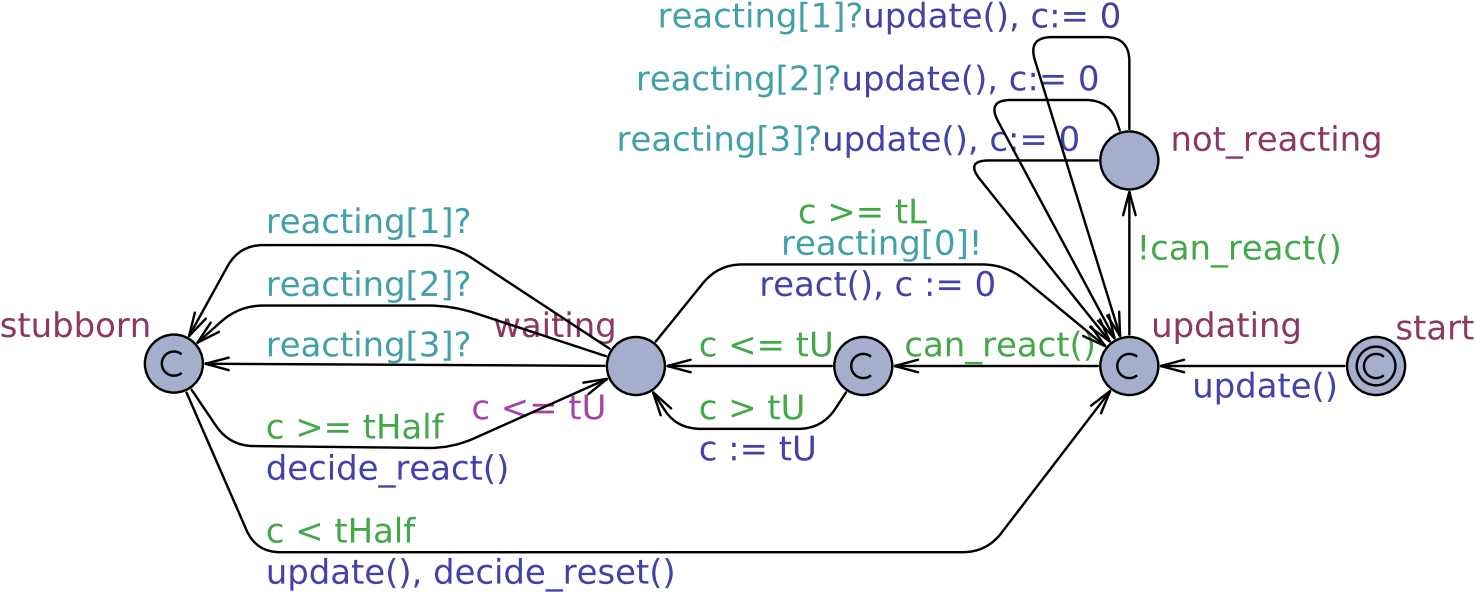 reacting[1]?update(), c:= 0
reacting[2]?update(), c:= 0
reacting[3]?update(), c:= 0
not_reacting
reacting[1]?
c >= tL
reacting[0]!
!can_react()
reacting[2]?
react(), c := 0
stubborn
waiting
updating
start
reacting[3]?
c <= tU
can_react()
C
C
C
C
update()
c <= tU
c > tU
c >= tHalf
c := tU
decide_react()
c < tHalf
update(), decide_reset()